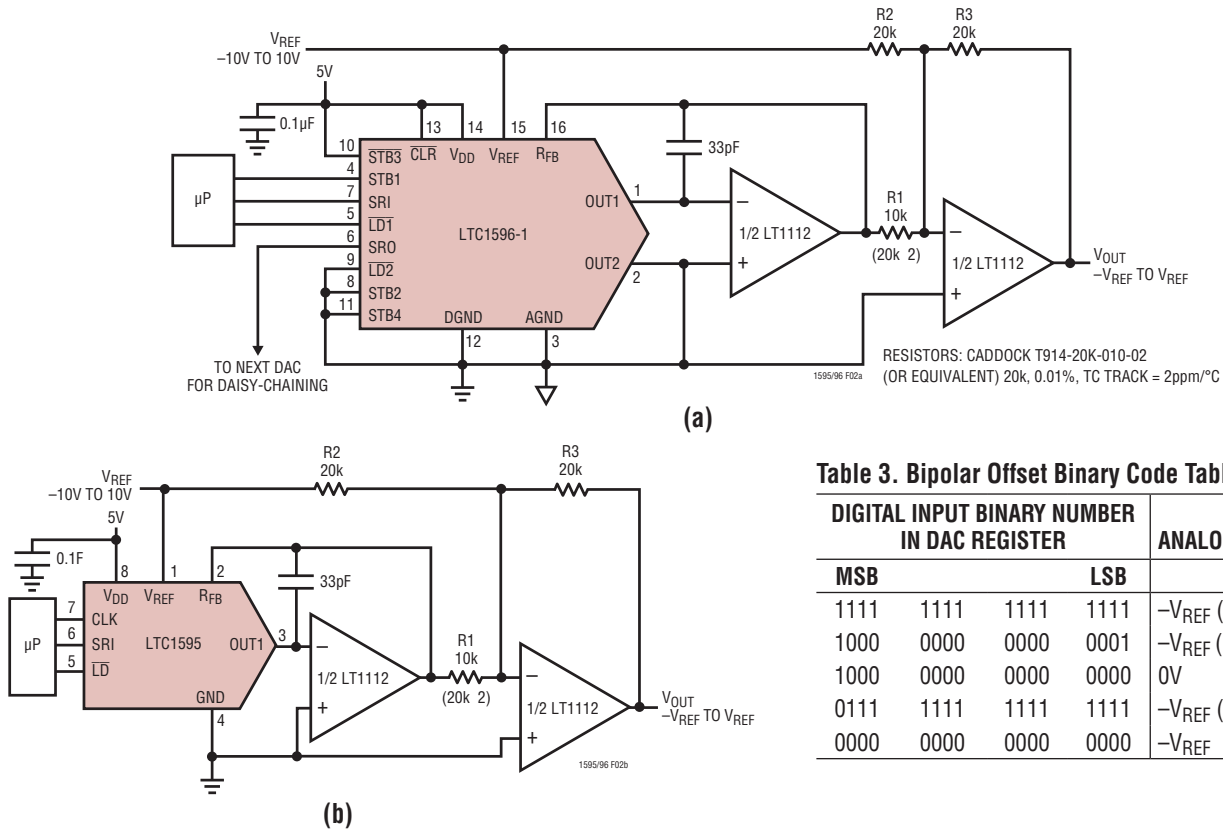 V_REF
–10V TO 10V
5V
0.1µF
µP
10
4
7
5
6
9
8
11
13
14
15
16
STB3
CLR
V_DD
V_REF
R_FB
STB1
SRI
LD1
SRO
LD2
STB2
STB4
LTC1596-1
OUT1
OUT2
1
2
DGND
AGND
12
3
TO NEXT DAC
FOR DAISY-CHAINING
33pF
–
+
1/2 LT1112
R1
10k
(20k 2)
R2
20k
R3
20k
–
+
1/2 LT1112
V_OUT
–V_REF TO V_REF
1595/96 F02a
RESISTORS: CADDOCK T914-20K-010-02
(OR EQUIVALENT) 20k, 0.01%, TC TRACK = 2ppm/°C
(a)
V_REF
–10V TO 10V
5V
0.1F
µP
7
6
5
8
1
2
V_DD
V_REF
R_FB
CLK
SRI
LD
LTC1595
OUT1
3
GND
4
33pF
–
+
1/2 LT1112
R1
10k
(20k 2)
R2
20k
R3
20k
–
+
1/2 LT1112
V_OUT
–V_REF TO V_REF
1595/96 F02b
(b)
Table 3. Bipolar Offset Binary Code Tabl
DIGITAL INPUT BINARY NUMBER
IN DAC REGISTER
ANALO
MSB LSB
1111 1111 1111 1111 –V_REF (
1000 0000 0000 0001 –V_REF (
1000 0000 0000 0000 0V
0111 1111 1111 1111 –V_REF (
0000 0000 0000 0000 –V_REF